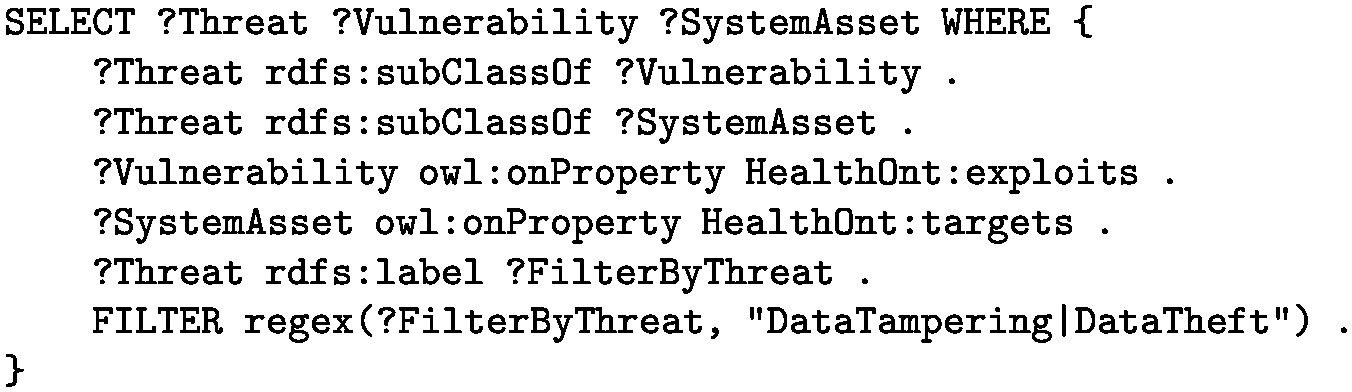 SELECT ?Threat ?Vulnerability ?SystemAsset WHERE {
?Threat rdfs:subClassOf ?Vulnerability .
?Threat rdfs:subClassOf ?SystemAsset .
?Vulnerability owl:onProperty HealthOnt:exploits .
?SystemAsset owl:onProperty HealthOnt:targets .
?Threat rdfs:label ?FilterByThreat .
FILTER regex(?FilterByThreat, "DataTampering|DataTheft") .
}